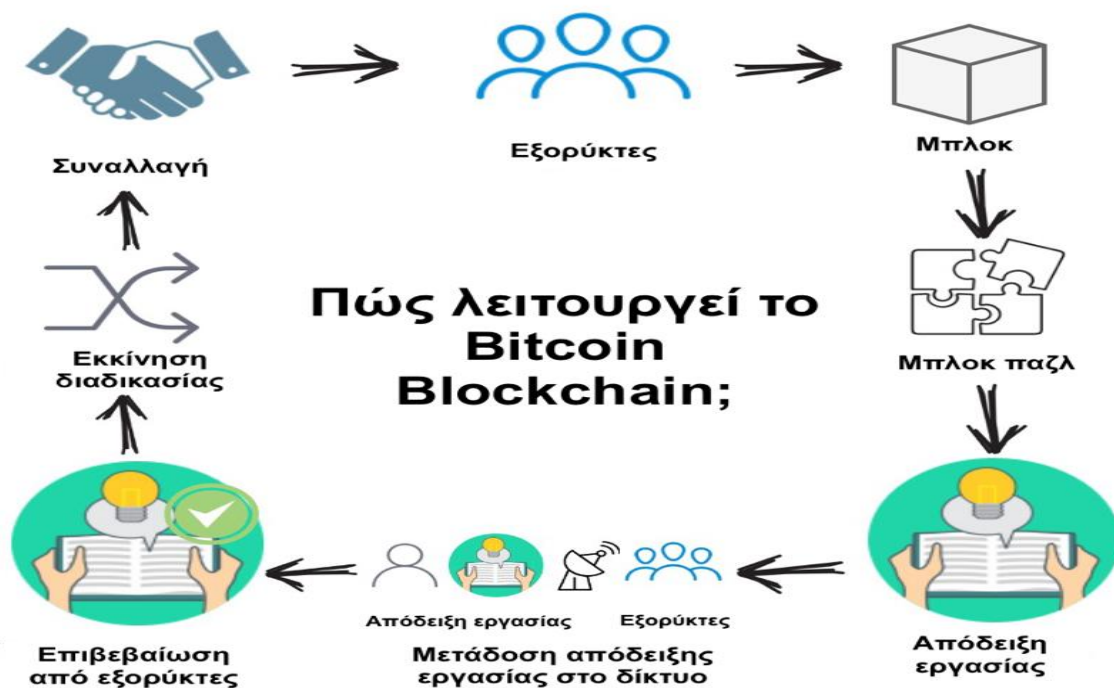 Συναλλαγή
Εξορύκτες
Μπλοκ
Πώς λειτουργεί το
Bitcoin
Blockchain;
Εκκίνηση
διαδικασίας
Μπλοκ παζλ
Απόδειξη εργασίας
Εξορύκτες
Επιβεβαίωση
από εξορύκτες
Μετάδοση απόδειξης
εργασίας στο δίκτυο
Απόδειξη
εργασίας